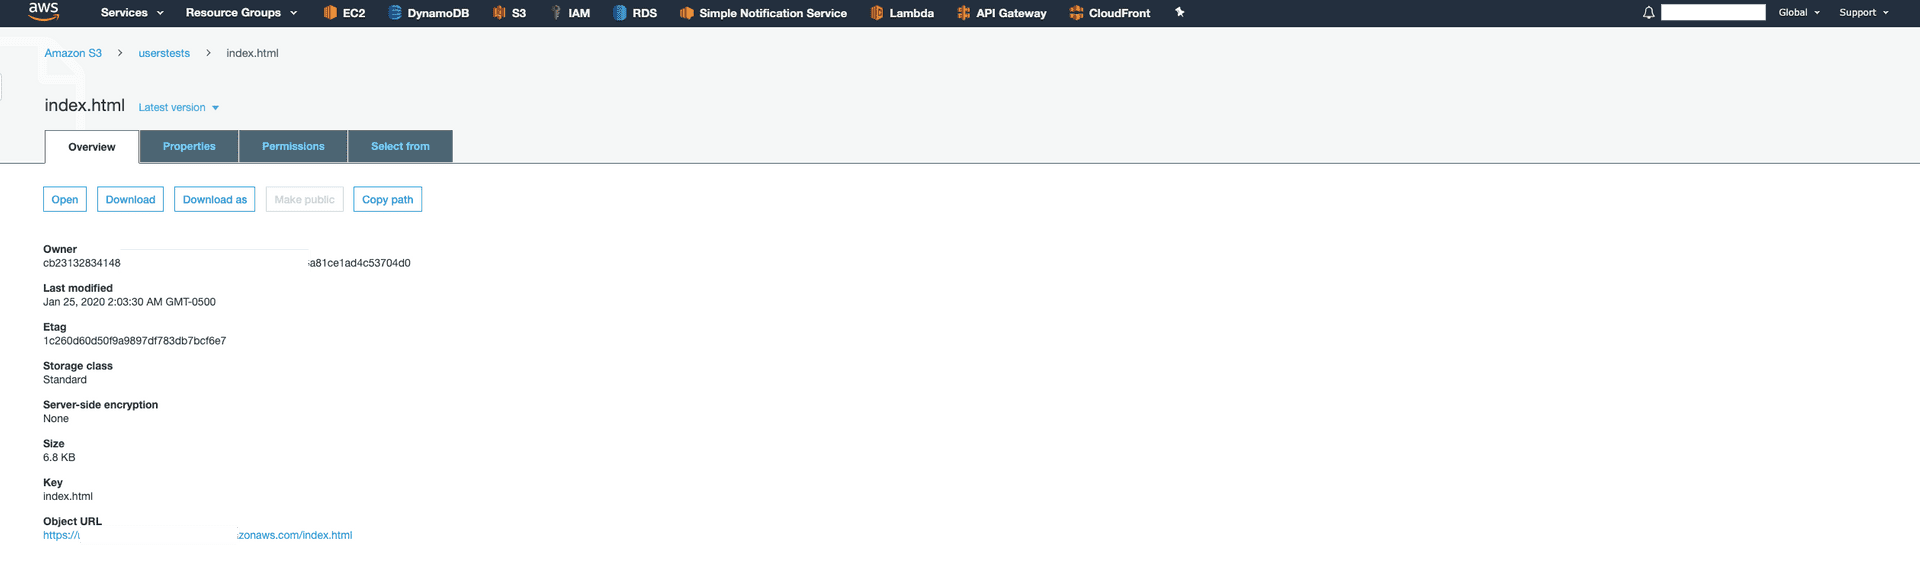 aws Services Resource Groups EC2 DynamoDB S3 IAM RDS Simple Notification Service Lambda API Gateway CloudFront Global Support
Amazon S3 > userstests > index.html
index.html Latest version
Overview Properties Permissions Select from
Open Download Download as Make public Copy path
Owner
cb23132834148 a81ce1ad4c53704d0
Last modified
Jan 25, 2020 2:03:30 AM GMT-0500
Etag
1c260d60d50f9a9897df783db7bcf6e7
Storage class
Standard
Server-side encryption
None
Size
6.8 KB
Key
index.html
Object URL
https:// zonaws.com/index.html